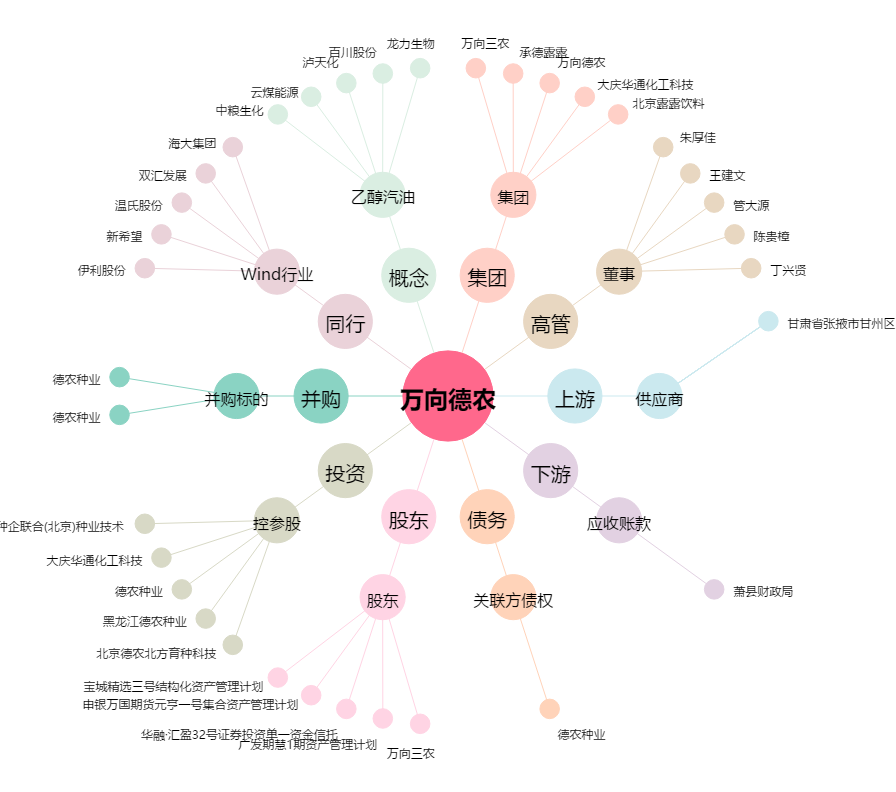 龙力生物
万向三农
百川股份
承德露露
泸天化
万向德农
云煤能源
大庆华通化工科技
中粮生化
北京露露饮料
海大集团
朱厚佳
双汇发展
王建文
乙醇汽油
集团
温氏股份
管大源
新希望
陈贵樟
伊利股份
Wind行业
概念
集团
董事
丁兴贤
同行
高管
甘肃省张掖市甘州区
德农种业
并购标的
并购
万向德农
上游
供应商
德农种业
投资
下游
种企联合(北京)种业技术
控参股
股东
债务
应收账款
大庆华通化工科技
德农种业
萧县财政局
股东
关联方债权
黑龙江德农种业
北京德农北方育种科技
宝城精选三号结构化资产管理计划
申银万国期货元亨一号集合资产管理计划
华融·汇盈32号证券投资单一资金信托
德农种业
广发期慧1期资产管理计划
万向三农